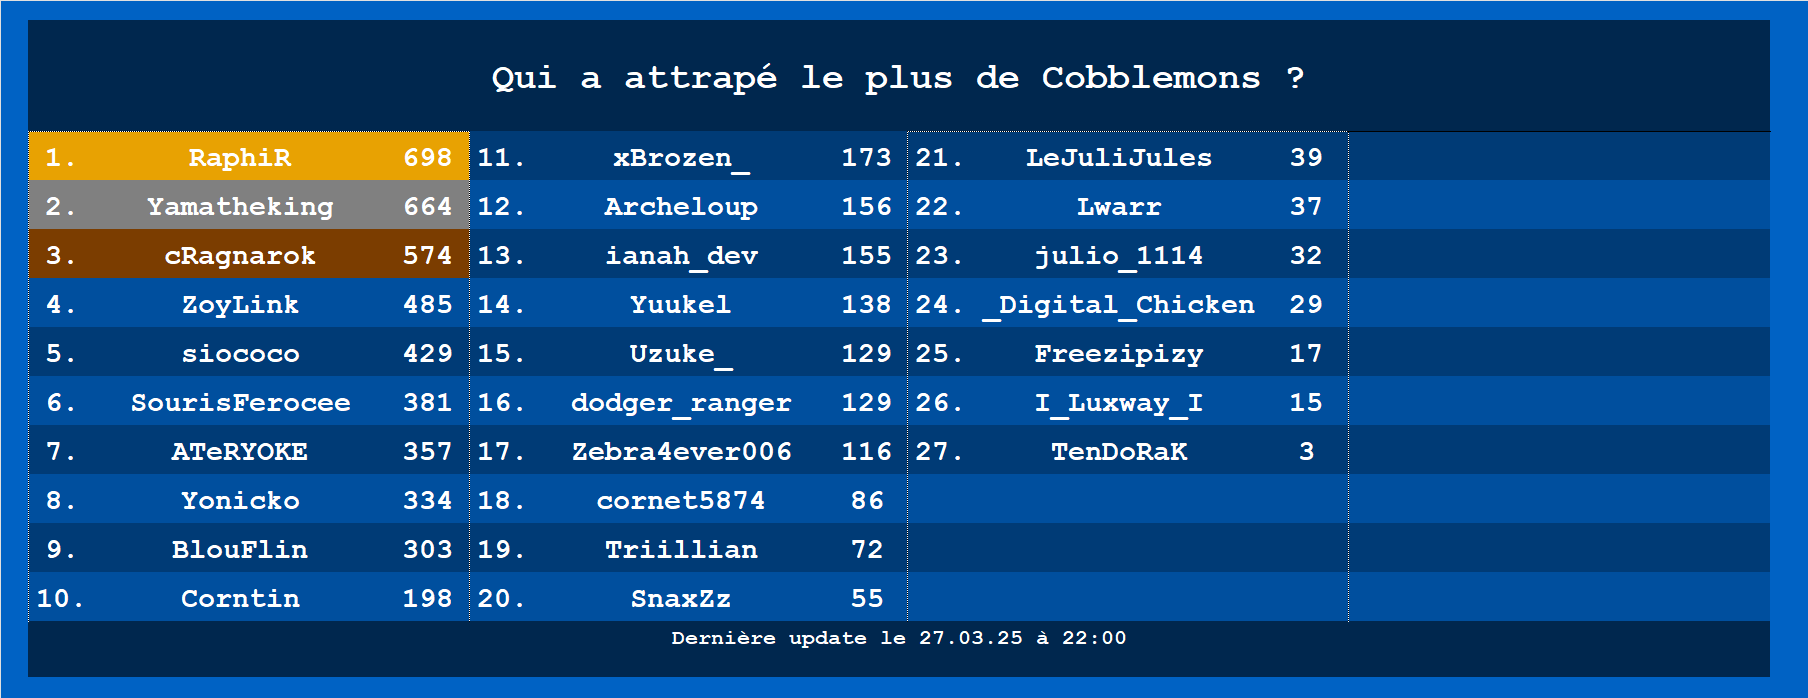 Qui a attrapé le plus de Cobblemons ?
1. RaphiR 698
2. Yamatheking 664
3. cRagnarok 574
4. ZoyLink 485
5. siococo 429
6. SourisFerocee 381
7. ATeRYOKE 357
8. Yonicko 334
9. BlouFlin 303
10. Corntin 198
11. xBrozen_ 173
12. Archeloup 156
13. ianah_dev 155
14. Yuukel 138
15. Uzuke_ 129
16. dodger_ranger 129
17. Zebra4ever006 116
18. cornet5874 86
19. Triillian 72
20. SnaxZz 55
21. LeJuliJules 39
22. Lwarr 37
23. julio_1114 32
24. _Digital_Chicken 29
25. Freezipizy 17
26. I_Luxway_I 15
27. TenDoRaK 3
Dernière update le 27.03.25 à 22:00